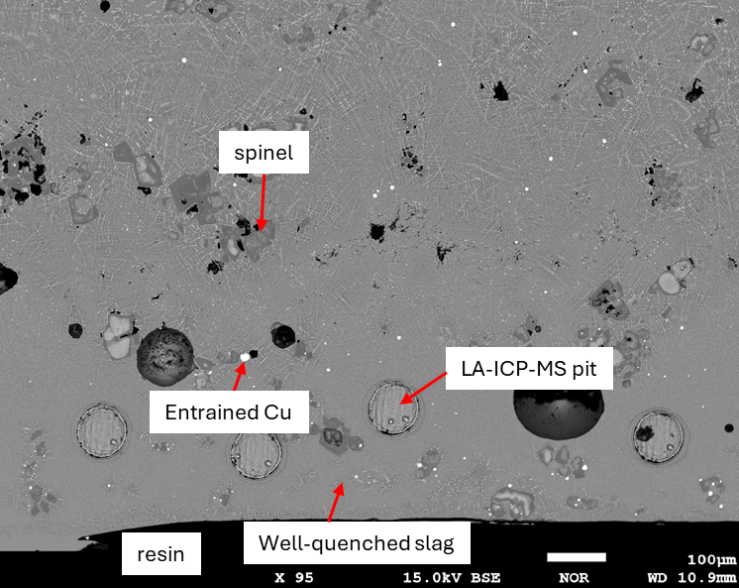 spinel
LA-ICP-MS pit
Entrained Cu
Well-quenched slag
resin
100µm
X 95 15.0kV BSE NOR WD 10.9mm